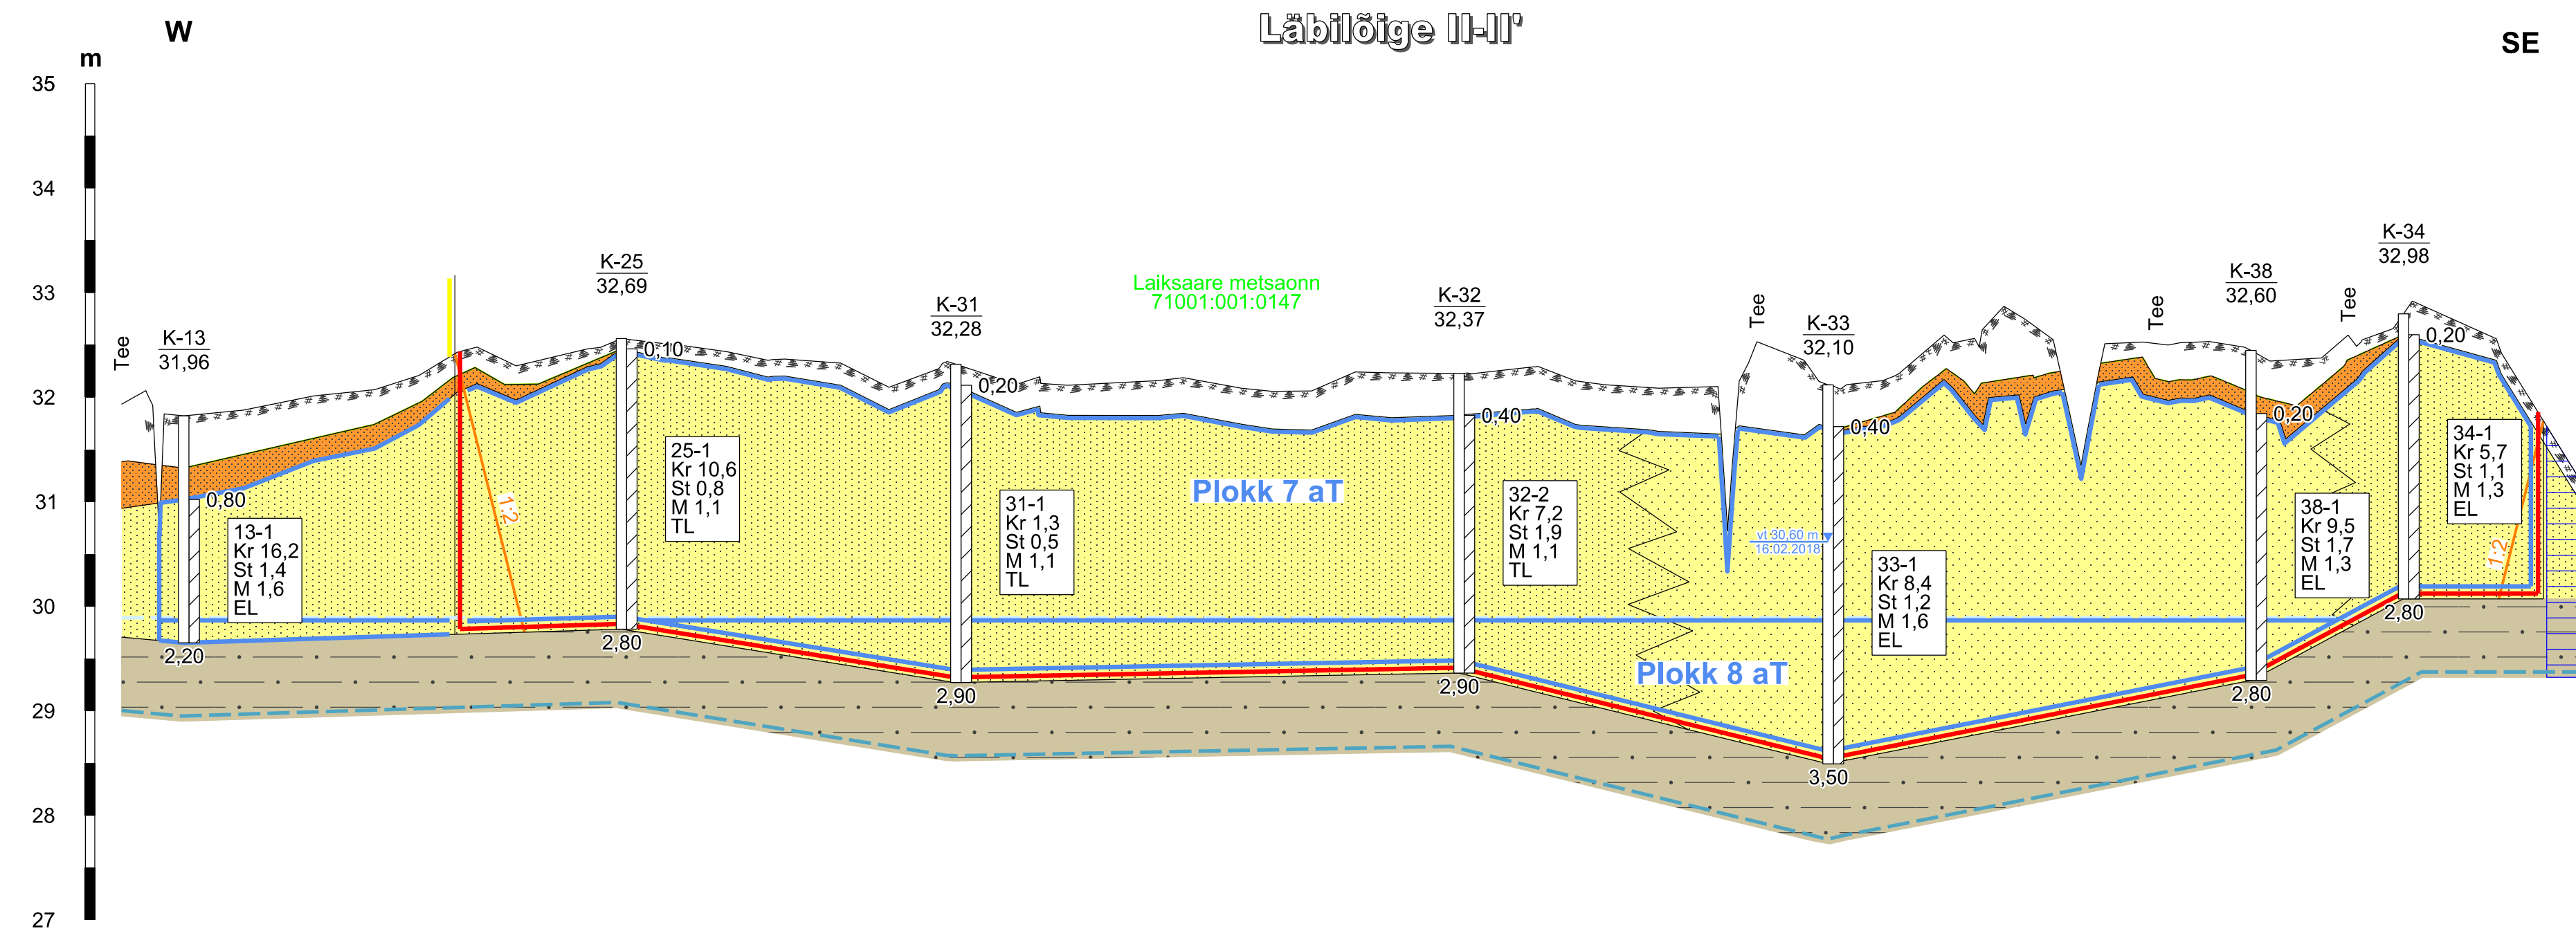 Läbilõige II-II'
W
SE
m
35
34
33
32
31
30
29
28
27
Tee
K-13
31,96
0,80
13-1
Kr 16,2
St 1,4
M 1,6
EL
2,20
1:2
K-25
32,69
0,10
25-1
Kr 10,6
St 0,8
M 1,1
TL
2,80
K-31
32,28
0,20
31-1
Kr 1,3
St 0,5
M 1,1
TL
2,90
Laiksaare metsaonn
71001:001:0147
Plokk 7 aT
K-32
32,37
0,40
32-2
Kr 7,2
St 1,9
M 1,1
TL
2,90
Plokk 8 aT
Tee
vt 30,60 m
16.02.2018
K-33
32,10
0,40
33-1
Kr 8,4
St 1,2
M 1,6
EL
3,50
Tee
K-38
32,60
0,20
38-1
Kr 9,5
St 1,7
M 1,3
EL
2,80
Tee
K-34
32,98
0,20
34-1
Kr 5,7
St 1,1
M 1,3
EL
2,80
1:2